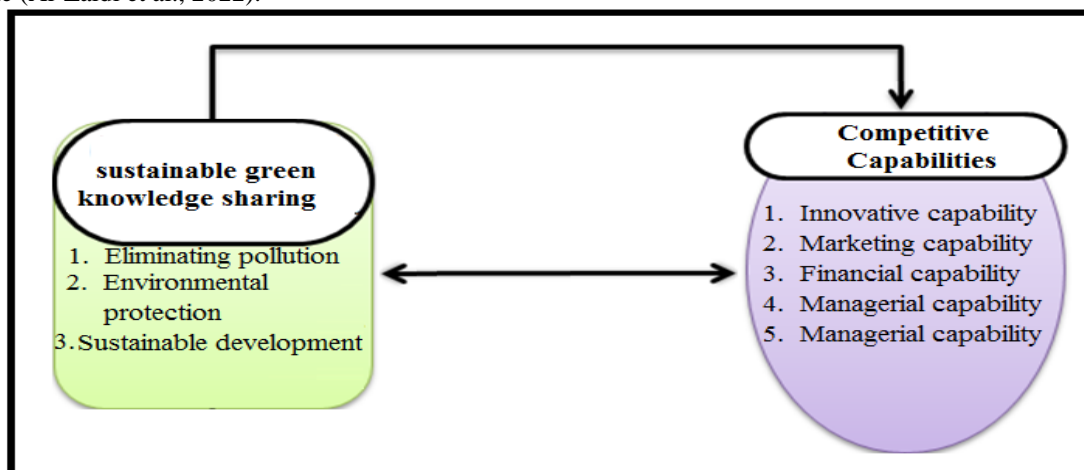 sustainable green
knowledge sharing
1. Eliminating pollution
2. Environmental
protection
3. Sustainable development
Competitive
Capabilities
1. Innovative capability
2. Marketing capability
3. Financial capability
4. Managerial capability
5. Managerial capability